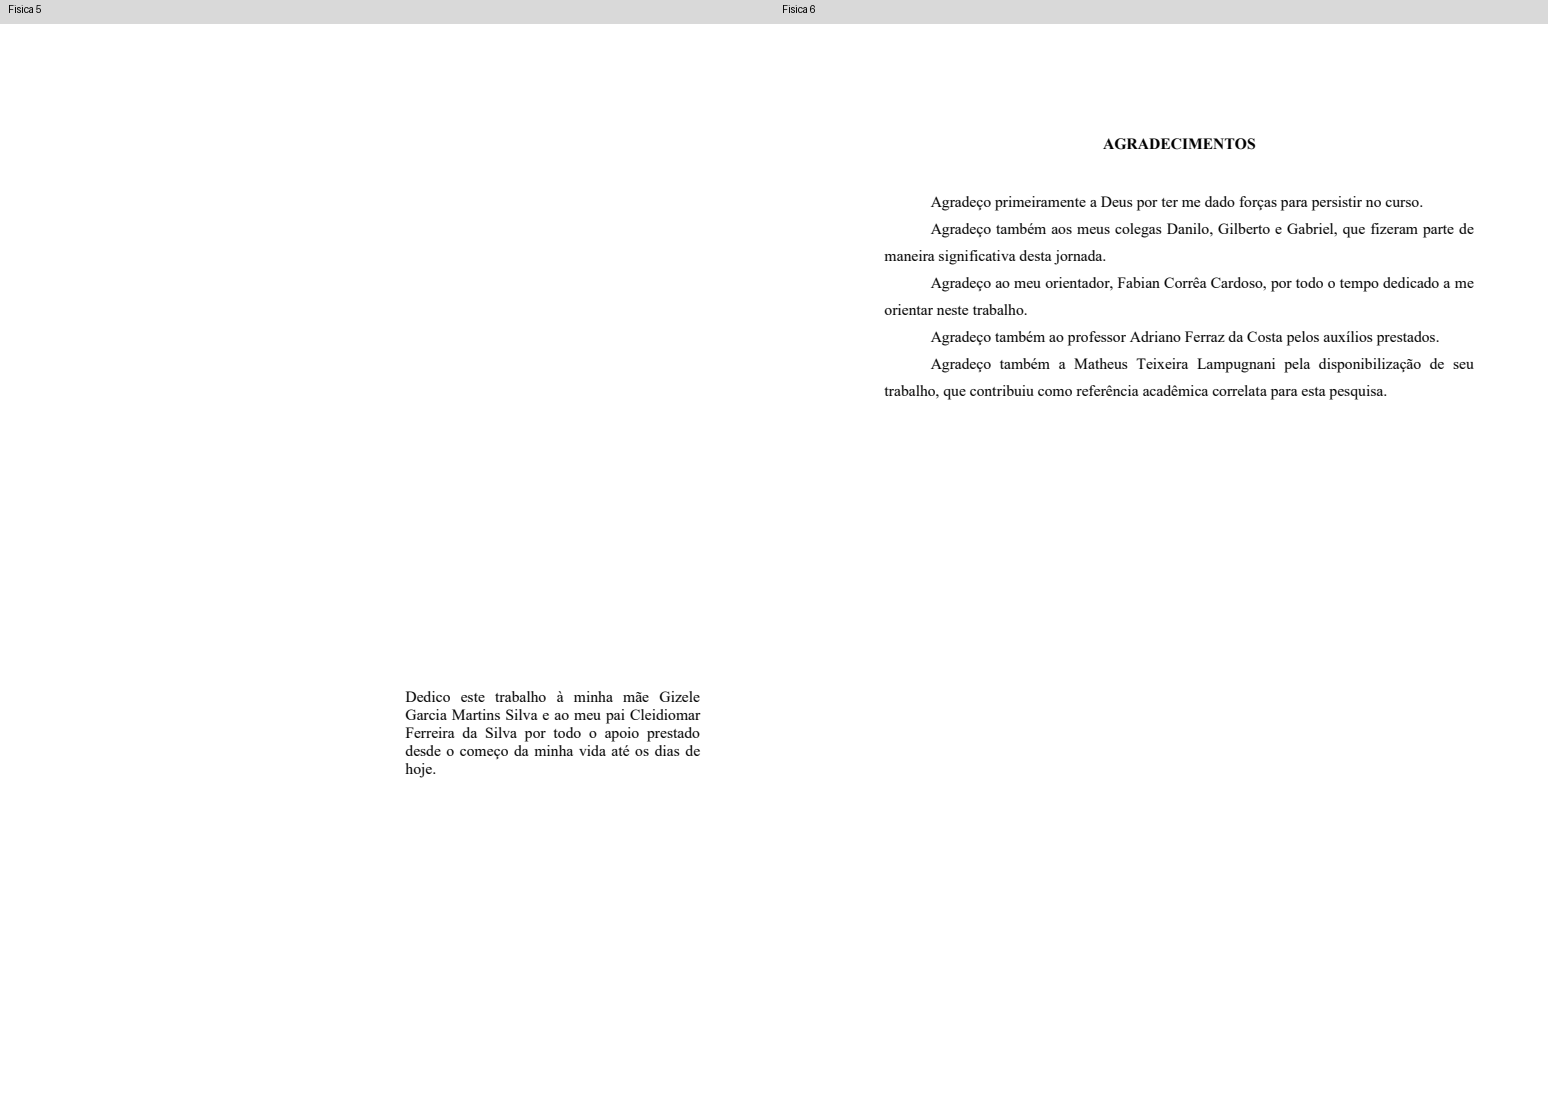 Fisica 5
Fisica 6
Dedico este trabalho à minha mãe Gizele
Garcia Martins Silva e ao meu pai Cleidiomar
Ferreira da Silva por todo o apoio prestado
desde o começo da minha vida até os dias de
hoje.
AGRADECIMENTOS
Agradeço primeiramente a Deus por ter me dado forças para persistir no curso.
Agradeço também aos meus colegas Danilo, Gilberto e Gabriel, que fizeram parte de
maneira significativa desta jornada.
Agradeço ao meu orientador, Fabian Corrêa Cardoso, por todo o tempo dedicado a me
orientar neste trabalho.
Agradeço também ao professor Adriano Ferraz da Costa pelos auxílios prestados.
Agradeço também a Matheus Teixeira Lampugnani pela disponibilização de seu
trabalho, que contribuiu como referência acadêmica correlata para esta pesquisa.